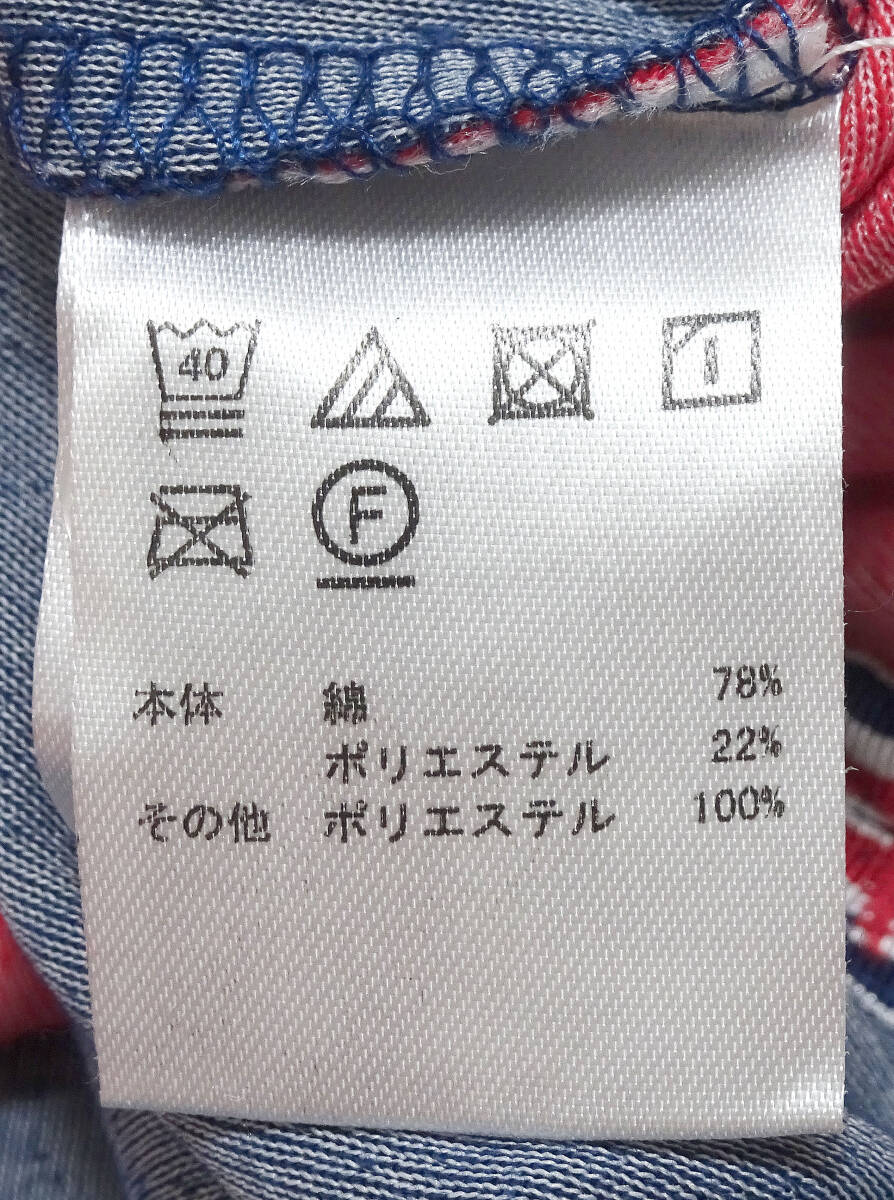 40
F
本体 綿 78%
ポリエステル 22%
その他 ポリエステル 100%